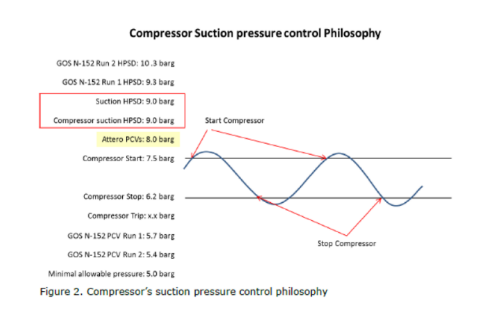 Compressor Suction pressure control Philosophy
GOS N-152 Run 2 HPSD: 10 .3 barg
GOS N-152 Run 1 HPSD: 9.3 barg
Suction HPSD: 9.0 barg
Compressor suction HPSD: 9.0 barg
Start Compressor
Attero PCVs: 8.0 barg
Compressor Start: 7.5 barg
Compressor Stop: 6.2 barg
Compressor Trip: x.x barg
GOS N-152 PCV Run 1: 5.7 barg
Stop Compressor
GOS N-152 PCV Run 2: 5.4 barg
Minimal allowable pressure: 5.0 barg
Figure 2. Compressor's suction pressure control philosophy